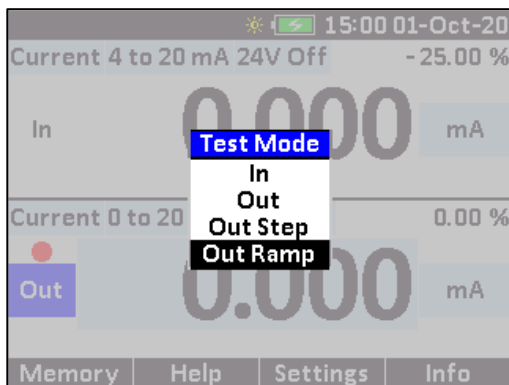 15:00 01-Oct-20
Current 4 to 20 mA 24V Off -25.00 %
In 0.000 mA
Test Mode
In
Out
Out Step
Out Ramp
Current 0 to 20 0.00 %
Out 0.000 mA
Memory Help Settings Info